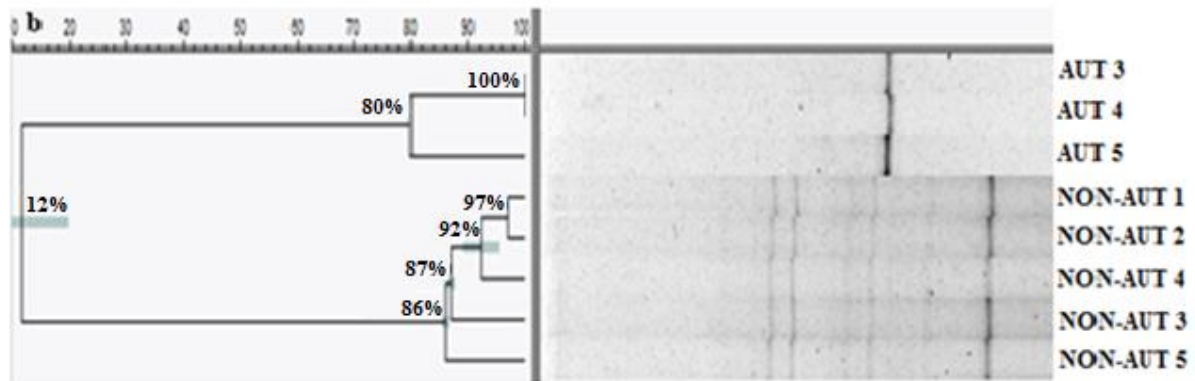 0 b 20 30 40 50 60 70 80 90 100
100%
80%
12%
97%
92%
87%
86%
AUT 3
AUT 4
AUT 5
NON-AUT 1
NON-AUT 2
NON-AUT 4
NON-AUT 3
NON-AUT 5